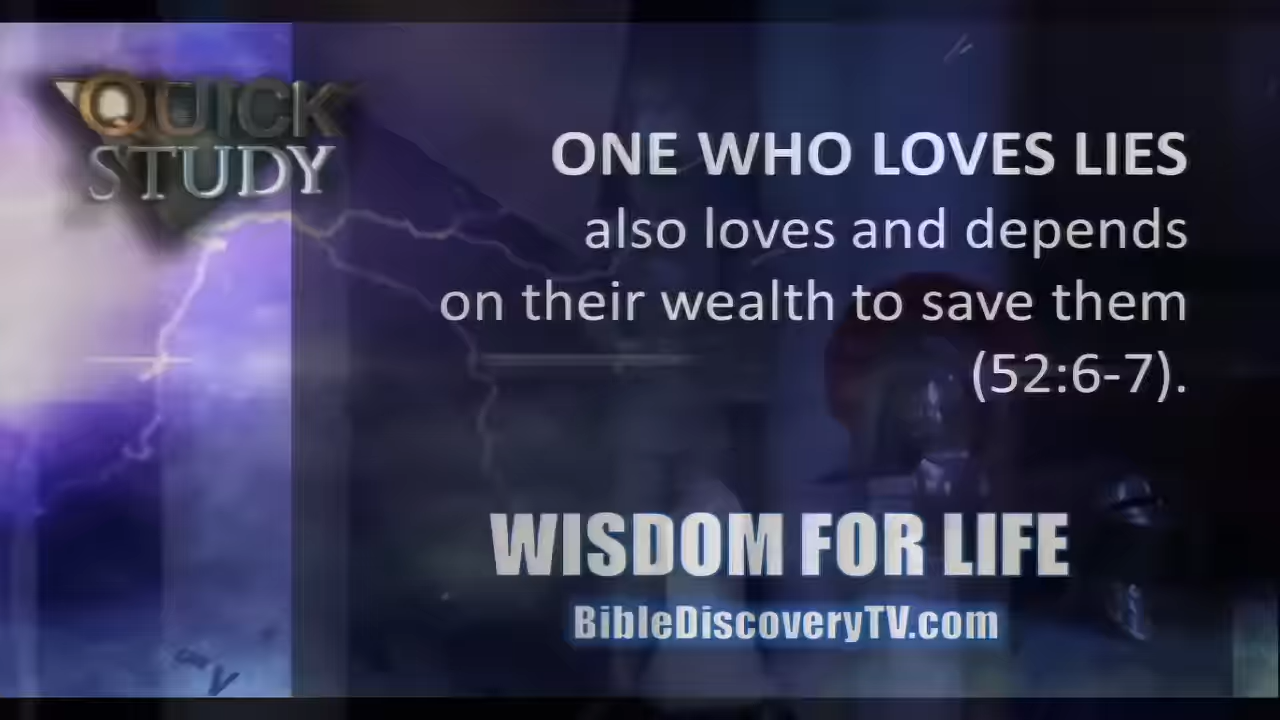 QUICK
STUDY
ONE WHO LOVES LIES
also loves and depends
on their wealth to save them
(52:6-7).
WISDOM FOR LIFE
BibleDiscoveryTV.com